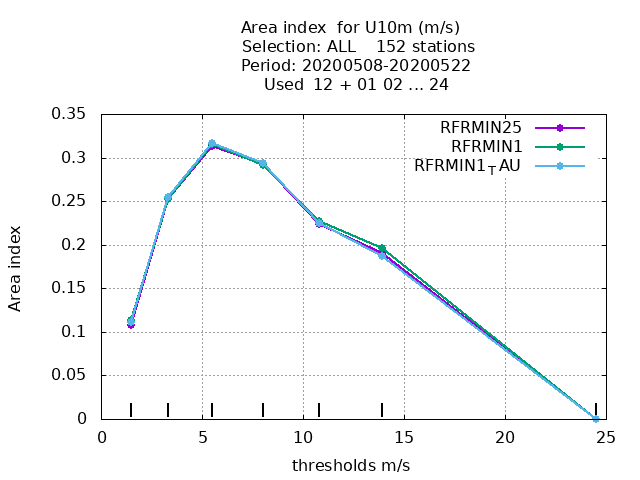 Area index  for U10m (m/s)
Selection: ALL    152 stations
Period: 20200508-20200522
Used  12 + 01 02 ... 24
RFRMIN25
RFRMIN1
RFRMIN1TAU
0.35
0.3
0.25
0.2
0.15
0.1
0.05
0
Area index
0 5 10 15 20 25
thresholds m/s